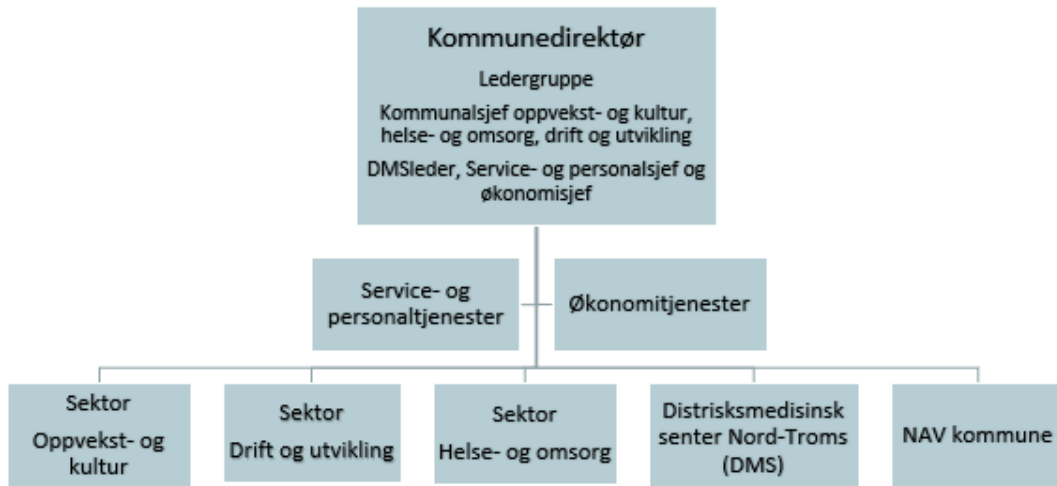 Kommunedirektør
Ledergruppe
Kommunalsjef oppvekst- og kultur,
helse- og omsorg, drift og utvikling
DMSleder, Service- og personalsjef og
økonomisjef
Service- og
personaltjenester
Økonomitjenester
Sektor
Oppvekst- og
kultur
Sektor
Drift og utvikling
Sektor
Helse- og omsorg
Distrisksmedisinsk
senter Nord-Troms
(DMS)
NAV kommune